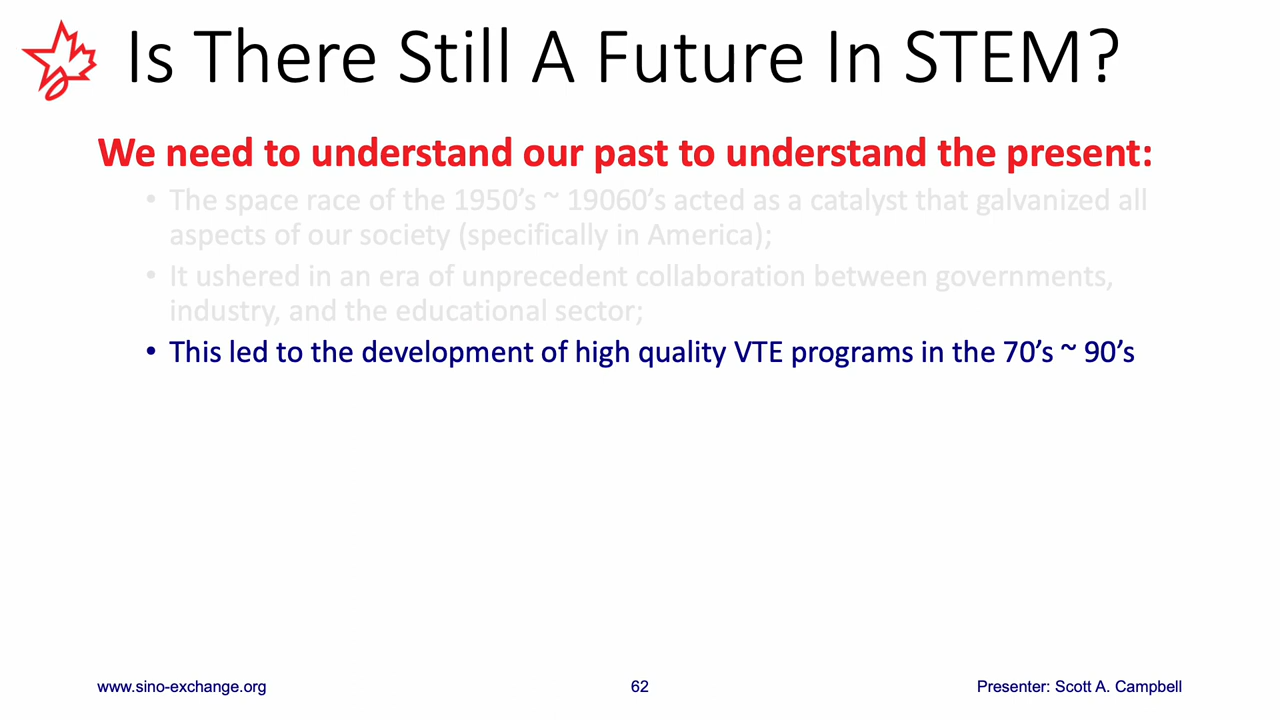 Is There Still A Future In STEM?
We need to understand our past to understand the present:
• The space race of the 1950’s ~ 19060’s acted as a catalyst that galvanized all
aspects of our society (specifically in America);
• It ushered in an era of unprecedent collaboration between governments,
industry, and the educational sector;
• This led to the development of high quality VTE programs in the 70’s ~ 90’s
www.sino-exchange.org
62
Presenter: Scott A. Campbell